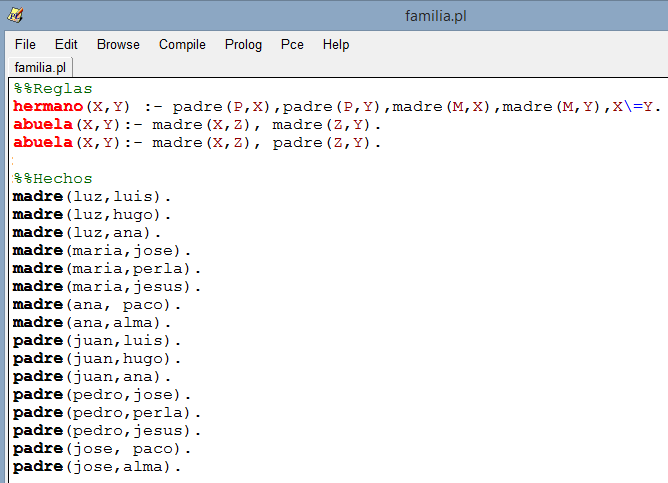 familia.pl
File Edit Browse Compile Prolog Pce Help
familia.pl
%%Reglas
hermano(X,Y) :- padre(P,X),padre(P,Y),madre(M,X),madre(M,Y),X\=Y.
abuela(X,Y):- madre(X,Z), madre(Z,Y).
abuela(X,Y):- madre(X,Z), padre(Z,Y).
%%Hechos
madre(luz,luis).
madre(luz,hugo).
madre(luz,ana).
madre(maria,jose).
madre(maria,perla).
madre(maria,jesus).
madre(ana, paco).
madre(ana,alma).
padre(juan,luis).
padre(juan,hugo).
padre(juan,ana).
padre(pedro,jose).
padre(pedro,perla).
padre(pedro,jesus).
padre(jose, paco).
padre(jose,alma).